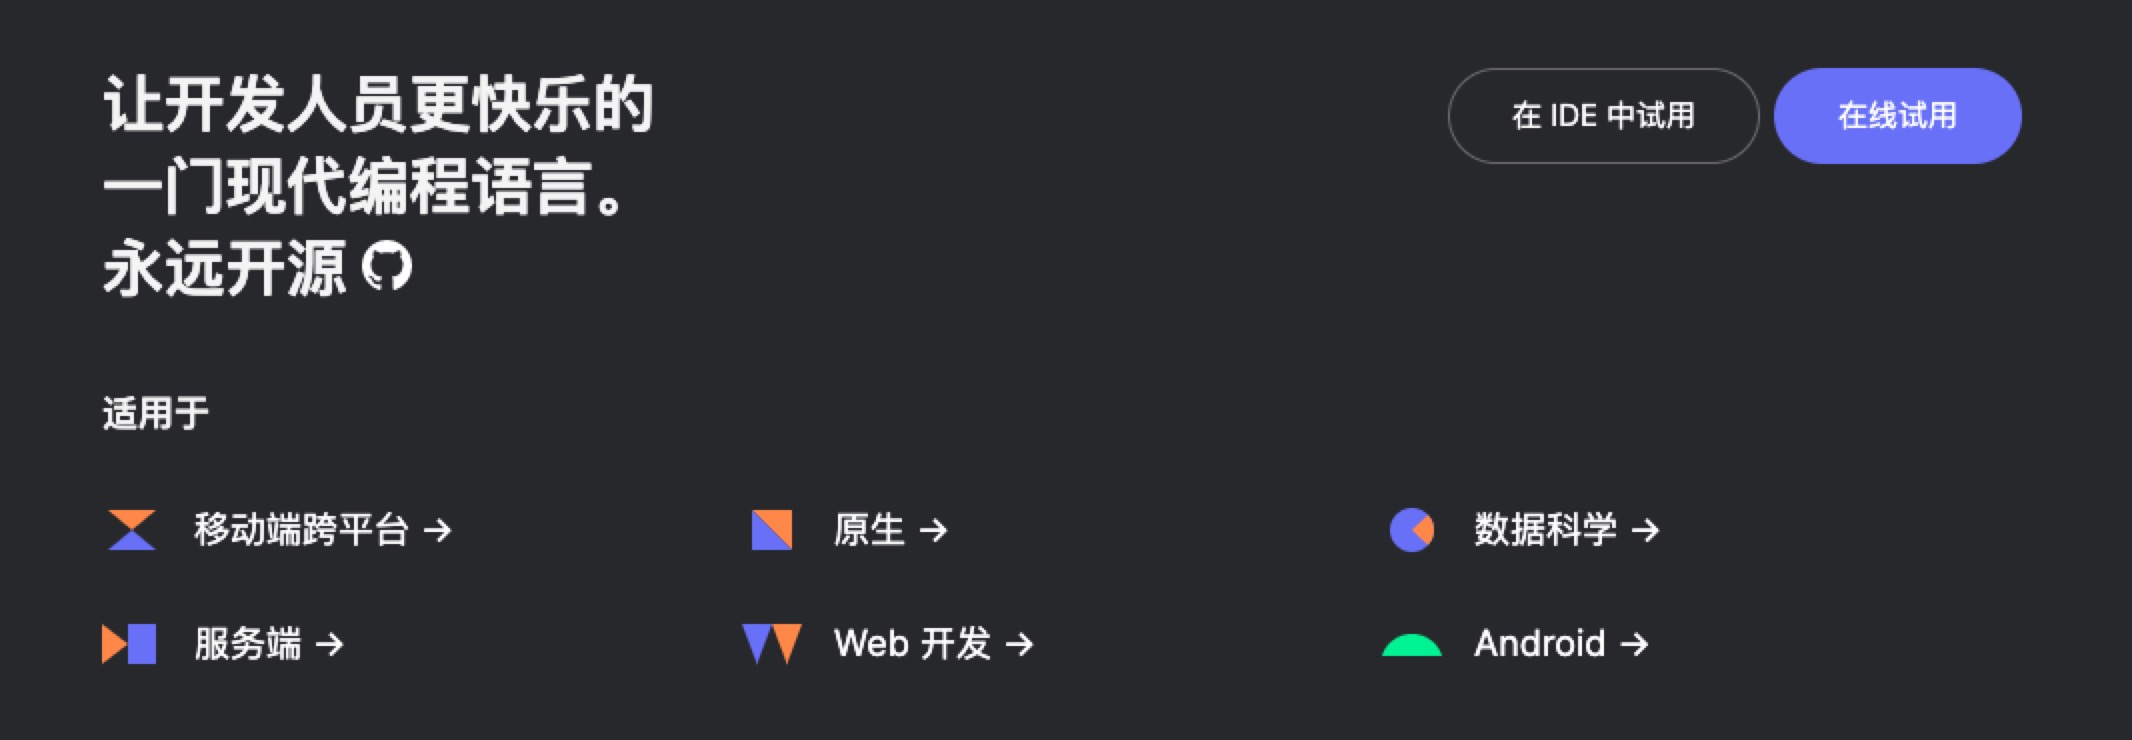 让开发人员更快乐的
一门现代编程语言。
永远开源
在 IDE 中试用
在线试用
适用于
移动端跨平台 →
原生 →
数据科学 →
服务端 →
Web 开发 →
Android →